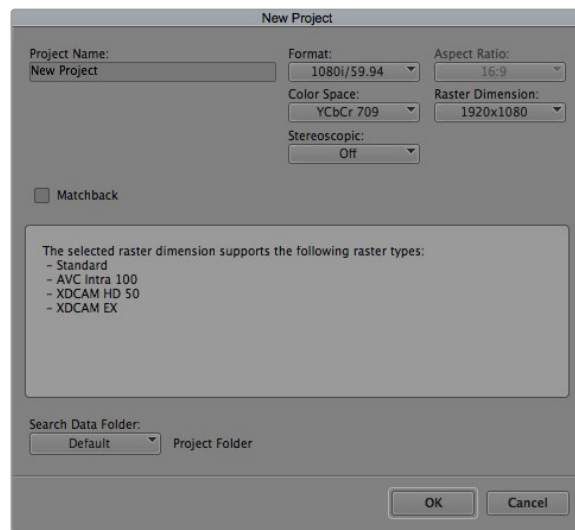 New Project
Project Name:
New Project
Format:
1080i/59.94
Aspect Ratio:
16:9
Color Space:
YCbCr 709
Raster Dimension:
1920x1080
Stereoscopic:
Off
Matchback
The selected raster dimension supports the following raster types:
- Standard
- AVC Intra 100
- XDCAM HD 50
- XDCAM EX
Search Data Folder:
Default
Project Folder
OK
Cancel